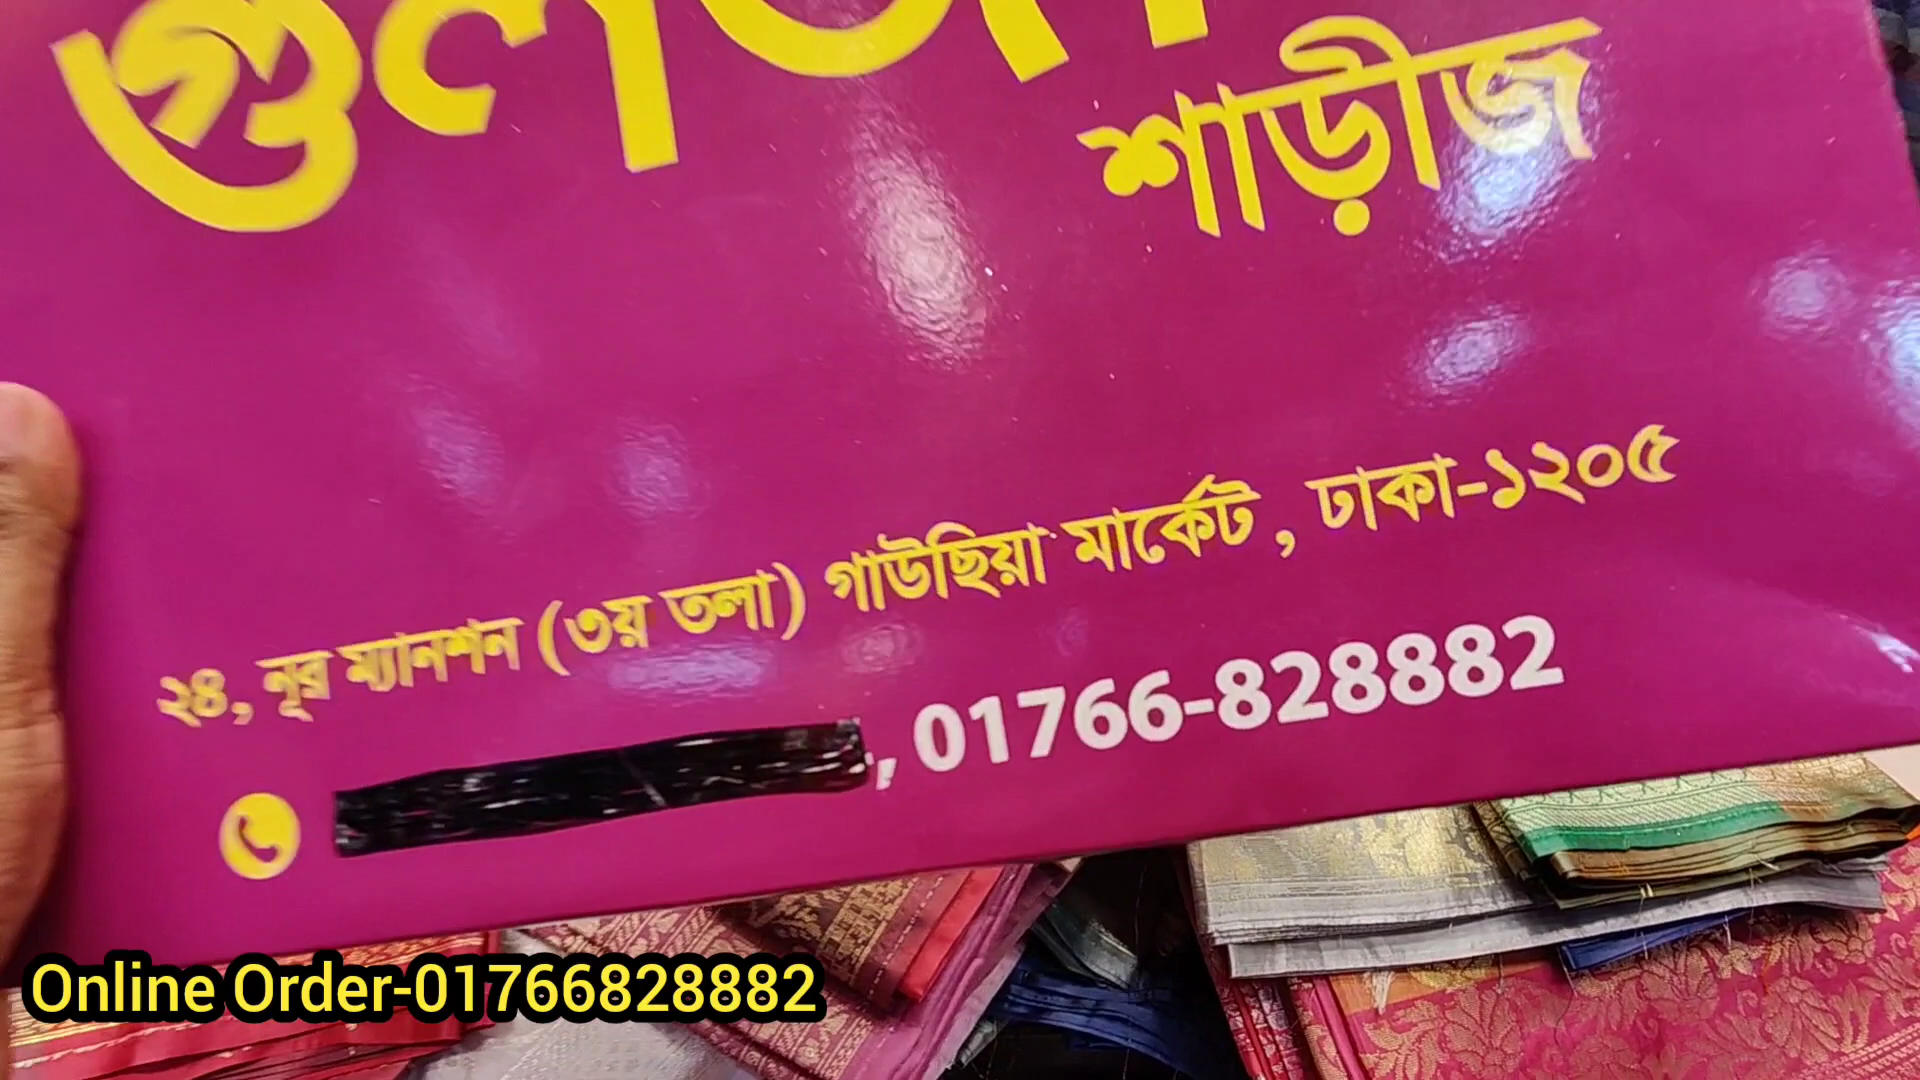 শাড়ীজ
২৪, নূর ম্যানশন (৩য় তলা) গাউছিয়া মার্কেট , ঢাকা-১২০৫
, 01766-828882
Online Order-01766828882